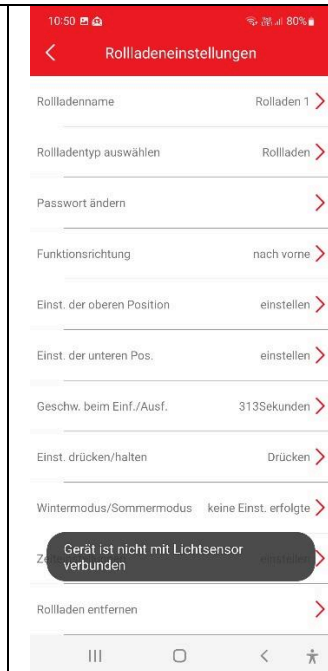 10:50 80%
Rollladeneinstellungen
Rollladenname Rolladen 1
Rollladentyp auswählen Rollladen
Passwort ändern
Funktionsrichtung nach vorne
Einst. der oberen Position einstellen
Einst. der unteren Pos. einstellen
Geschw. beim Einf./Ausf. 313Sekunden
Einst. drücken/halten Drücken
Wintermodus/Sommermodus keine Einst. erfolgte
Gerät ist nicht mit Lichtsensor
verbunden
einstellen
Rollladen entfernen